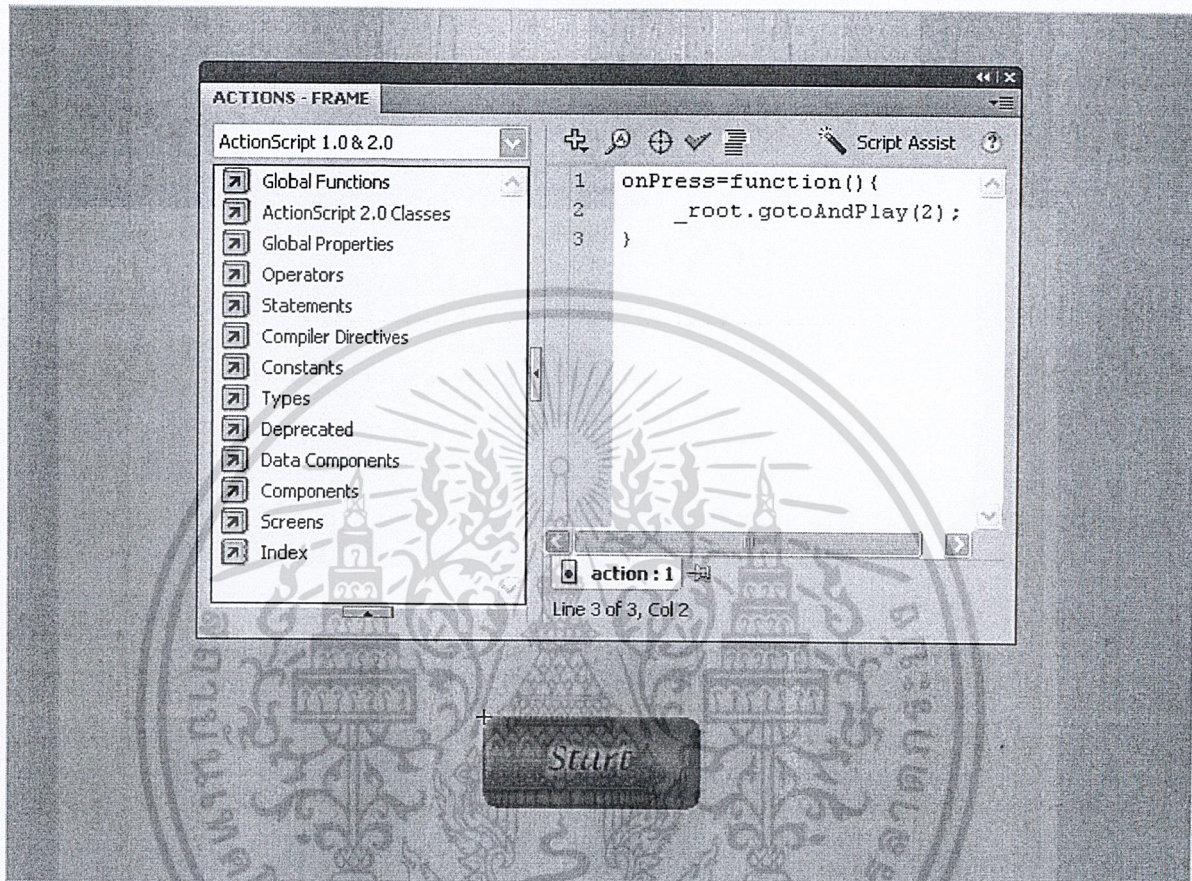 ACTIONS - FRAME
ActionScript 1.0 & 2.0
Global Functions
ActionScript 2.0 Classes
Global Properties
Operators
Statements
Compiler Directives
Constants
Types
Deprecated
Data Components
Components
Screens
Index
Script Assist
1 onPress=function(){
2 _root.gotoAndPlay(2);
3 }
action : 1
Line 3 of 3, Col 2
Start